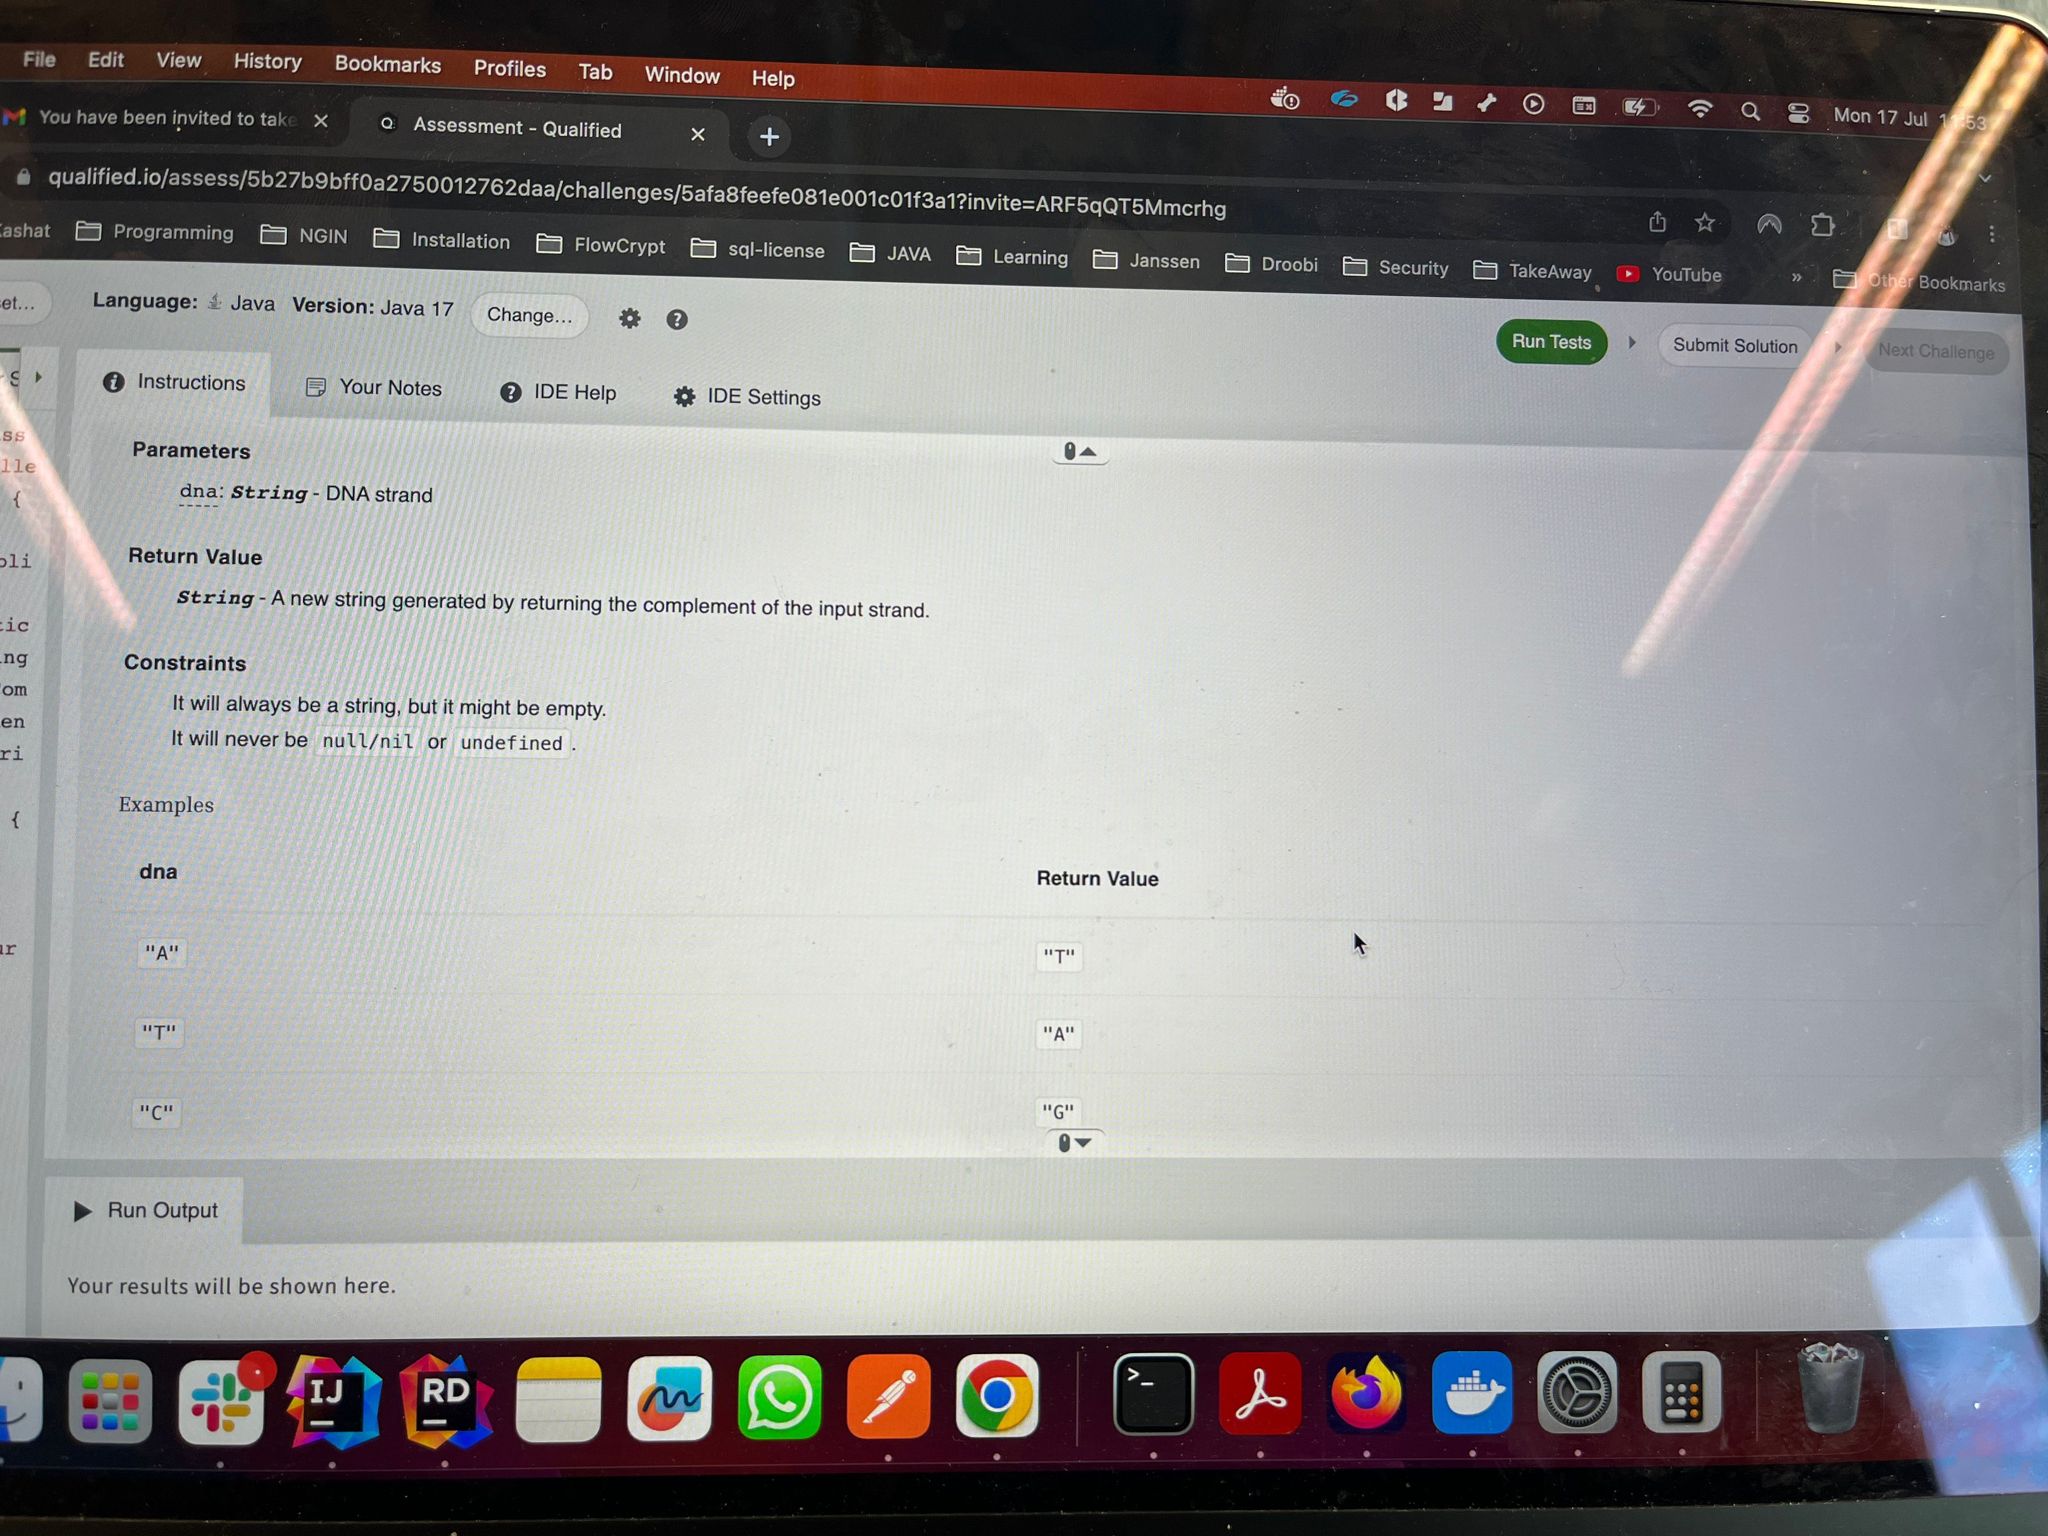 File Edit View History Bookmarks Profiles Tab Window Help
Mon 17 Jul
You have been invited to take
Assessment - Qualified
qualified.io/assess/5b27b9bff0a2750012762daa/challenges/5afa8feefe081e001c01f3a1?invite=ARF5qQT5Mmcrhg
ashat Programming NGIN Installation FlowCrypt sql-license JAVA Learning Janssen Droobi Security TakeAway YouTube » Other Bookmarks
et... Language: Java Version: Java 17 Change...
Run Tests Submit Solution Next Challenge
Instructions Your Notes IDE Help IDE Settings
ss
lle
{
oli
tic
ng
om
en
ri
{
ur
Parameters
dna: String - DNA strand
Return Value
String - A new string generated by returning the complement of the input strand.
Constraints
It will always be a string, but it might be empty.
It will never be null/nil or undefined.
Examples
dna Return Value
"A" "T"
"T" "A"
"C" "G"
Run Output
Your results will be shown here.
IJ
RD
>_